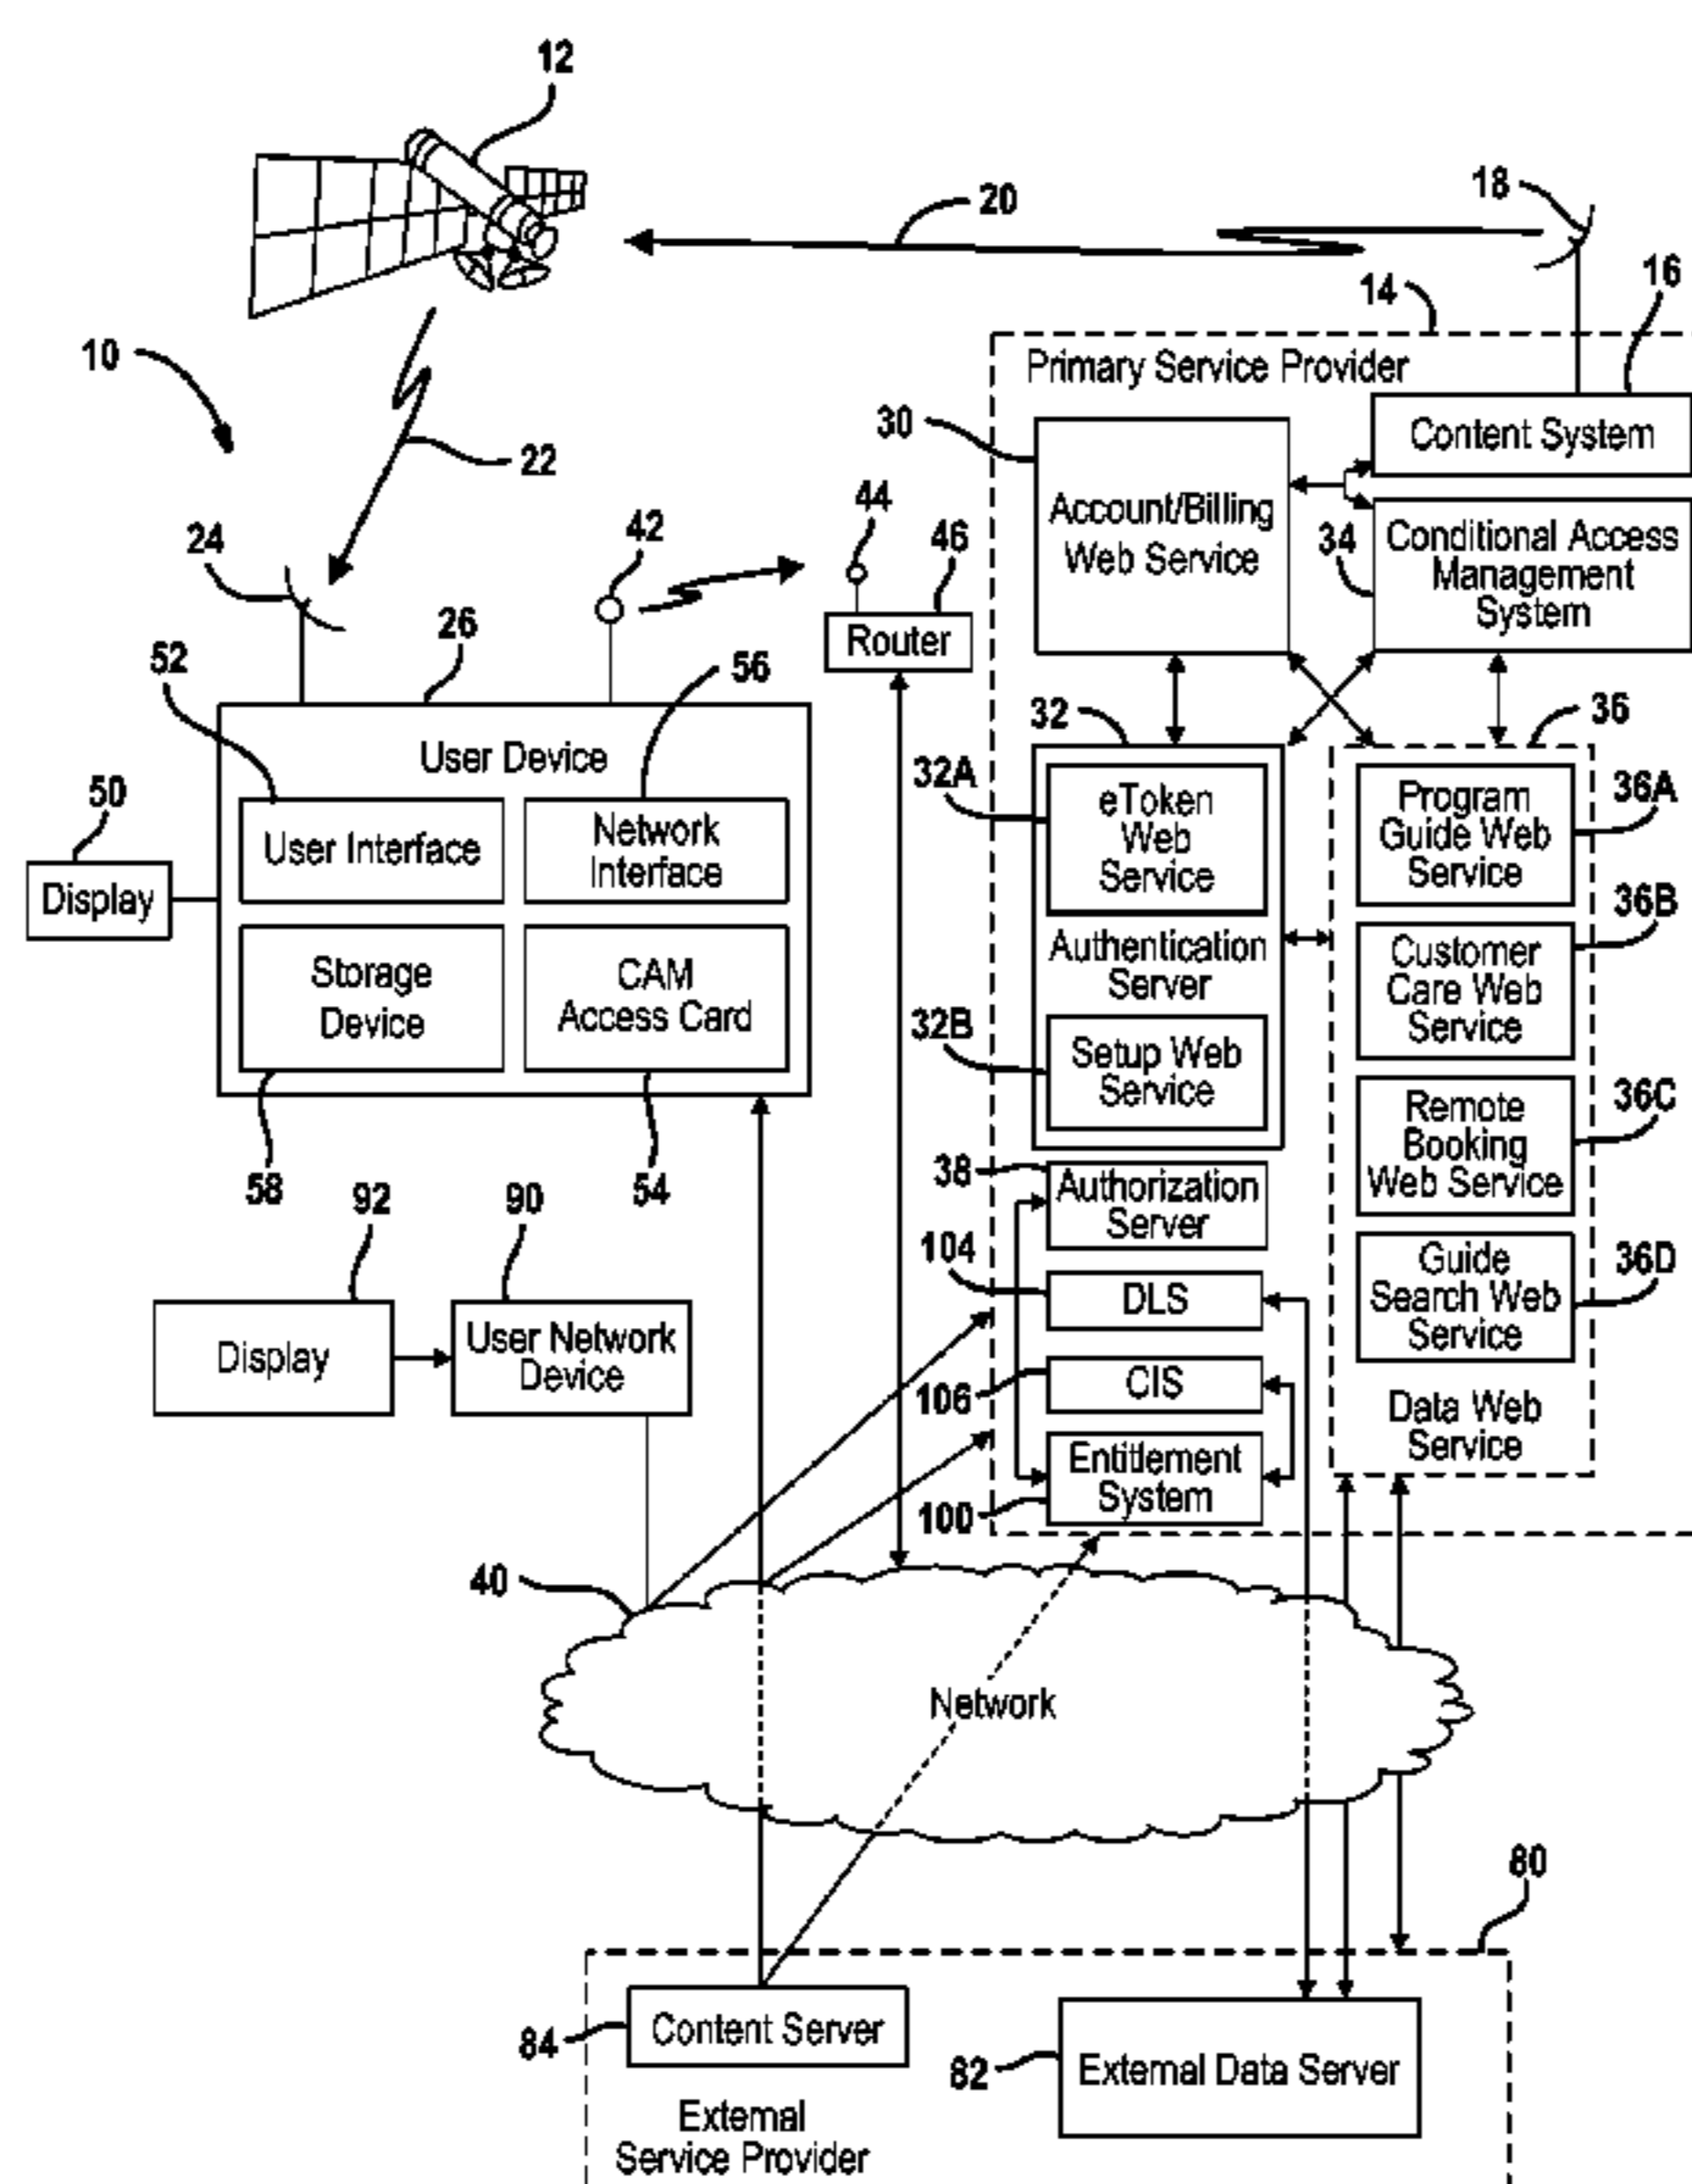 12
20
18
16
14
10
Primary Service Provider
30
Content System
22
44
Account/Billing
Web Service
34
Conditional Access
Management
System
24
42
46
26
Router
52
56
32
36
User Device
32A
eToken
Web
Service
Program
Guide Web
Service
36A
50
User Interface
Network
Interface
Display
36B
Authentication
Server
Customer
Care Web
Service
Storage
Device
CAM
Access Card
32B
Setup Web
Service
Remote
Booking
Web Service
36C
58
54
38
Authorization
Server
92
90
104
DLS
Guide
Search Web
Service
36D
Display
User Network
Device
106
CIS
Data Web
Service
Entitlement
System
100
40
Network
80
84
Content Server
82
External Data Server
External
Service Provider